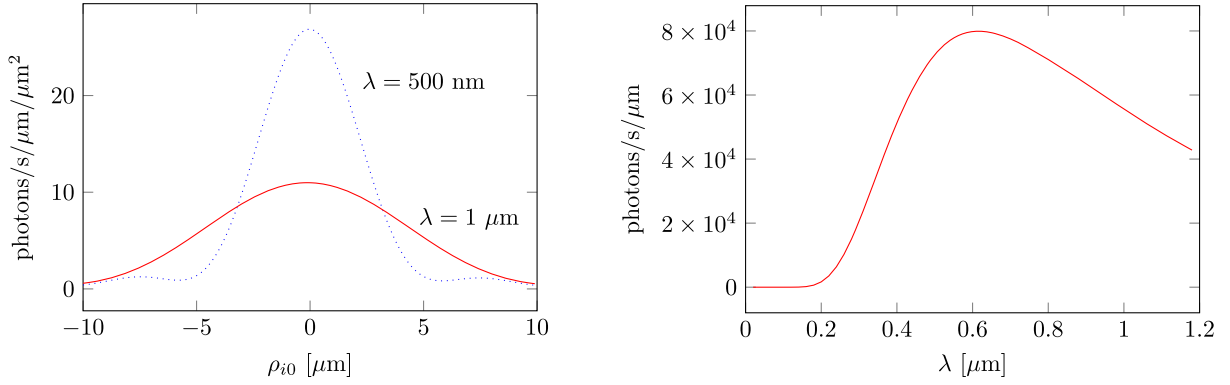 photons/s/μm/μm²
20
10
0
λ = 500 nm
λ = 1 μm
−10 −5 0 5 10
ρᵢ₀ [μm]
photons/s/μm
8 × 10⁴
6 × 10⁴
4 × 10⁴
2 × 10⁴
0
0 0.2 0.4 0.6 0.8 1 1.2
λ [μm]